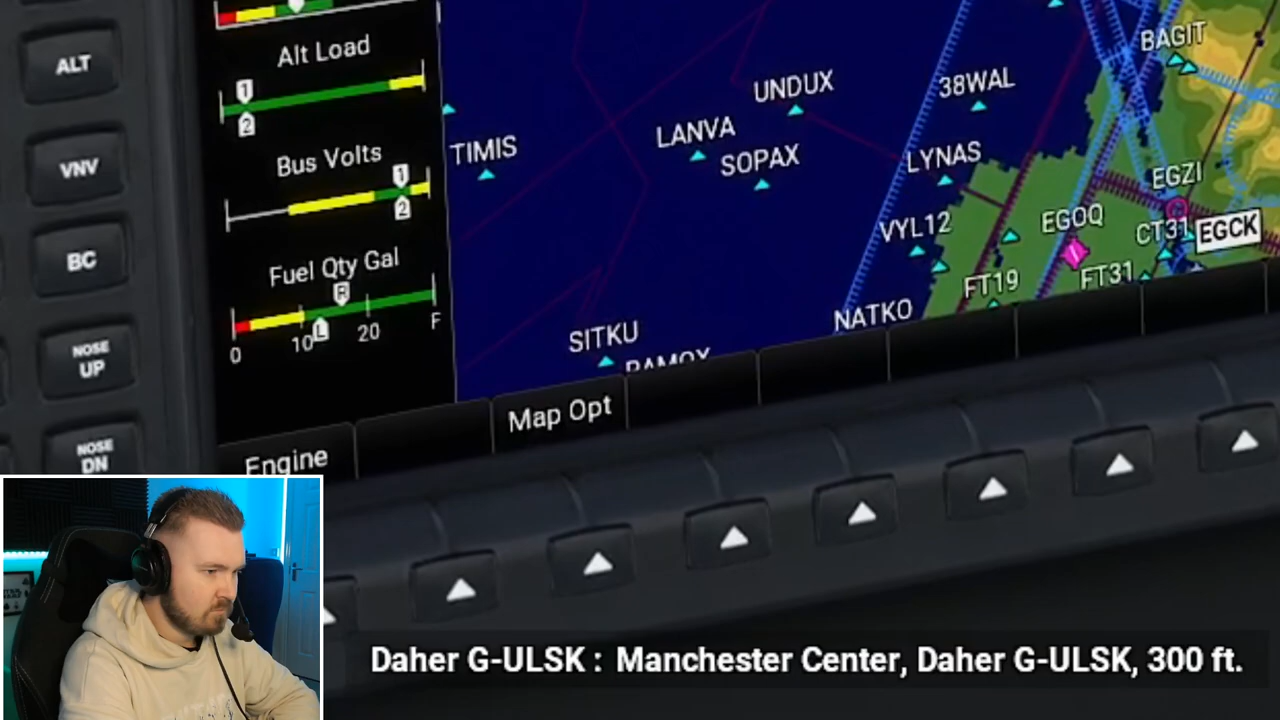 ALT
VNV
BC
NOSE
UP
NOSE
DN
Alt Load
1
2
Bus Volts
1
2
Fuel Qty Gal
R
L
0
10
20
F
Engine
Map Opt
TIMIS
LANVA
UNDUX
SOPAX
38WAL
LYNAS
VYL12
BAGIT
EGZI
EGOQ
CT31
EGCK
FT19
FT31
NATKO
SITKU
Daher G-ULSK : Manchester Center, Daher G-ULSK, 300 ft.